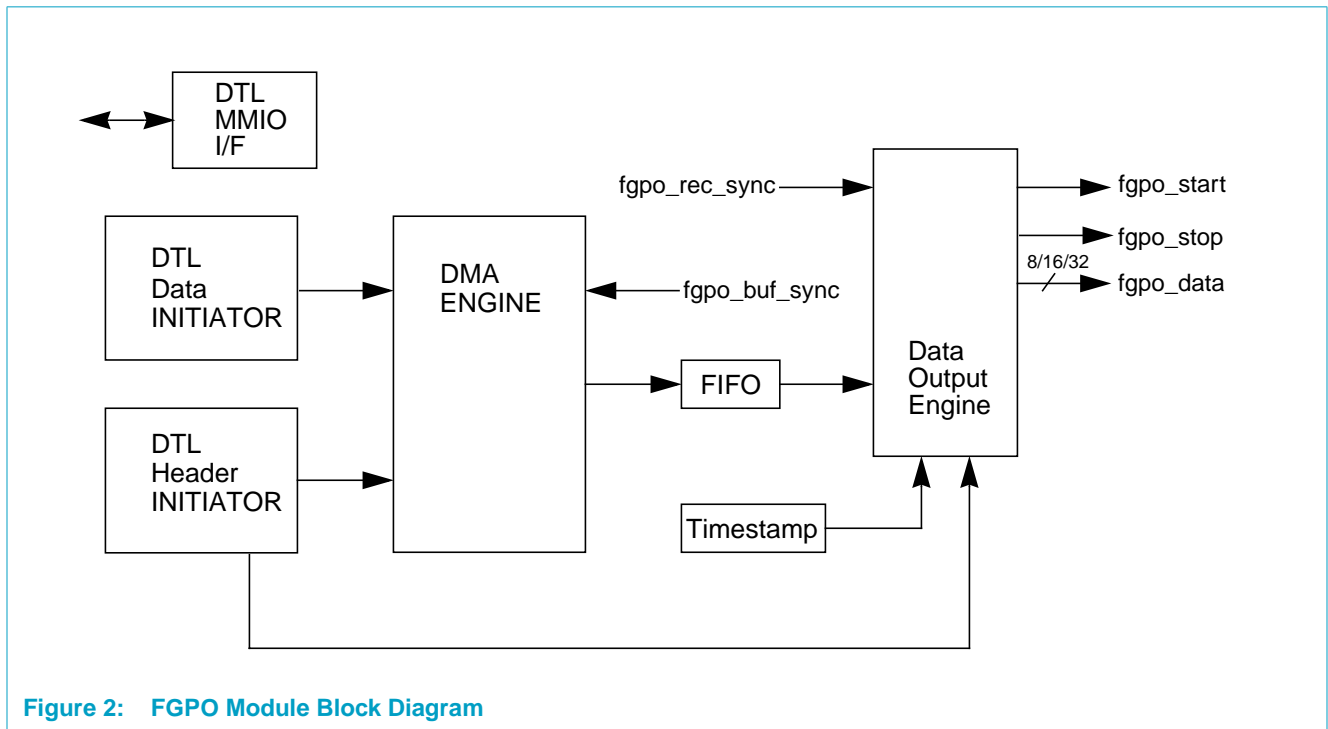 DTL
MMIO
I/F
fgpo_rec_sync
fgpo_start
fgpo_stop
8/16/32
fgpo_data
DTL
Data
INITIATOR
DMA
ENGINE
fgpo_buf_sync
FIFO
Data
Output
Engine
DTL
Header
INITIATOR
Timestamp
Figure 2: FGPO Module Block Diagram